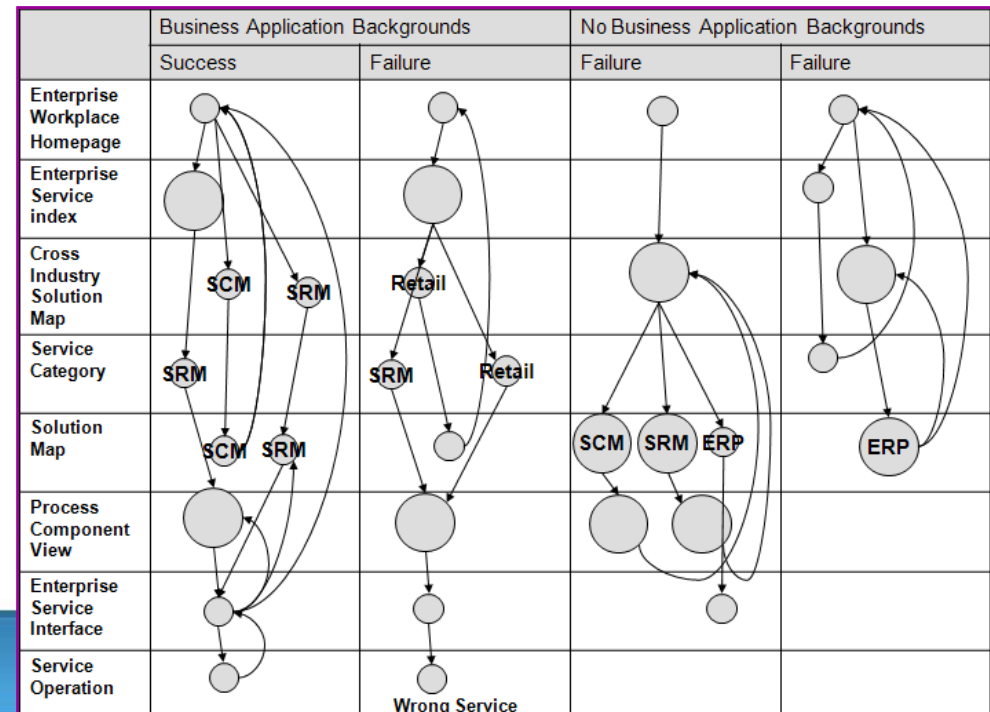 Business Application Backgrounds
No Business Application Backgrounds
Success
Failure
Failure
Failure
Enterprise
Workplace
Homepage
Enterprise
Service
index
Cross
Industry
Solution
Map
SCM
SRM
Retail
Service
Category
SRM
SRM
Retail
Solution
Map
SCM
SRM
SCM
SRM
ERP
ERP
Process
Component
View
Enterprise
Service
Interface
Service
Operation
Wrong Service